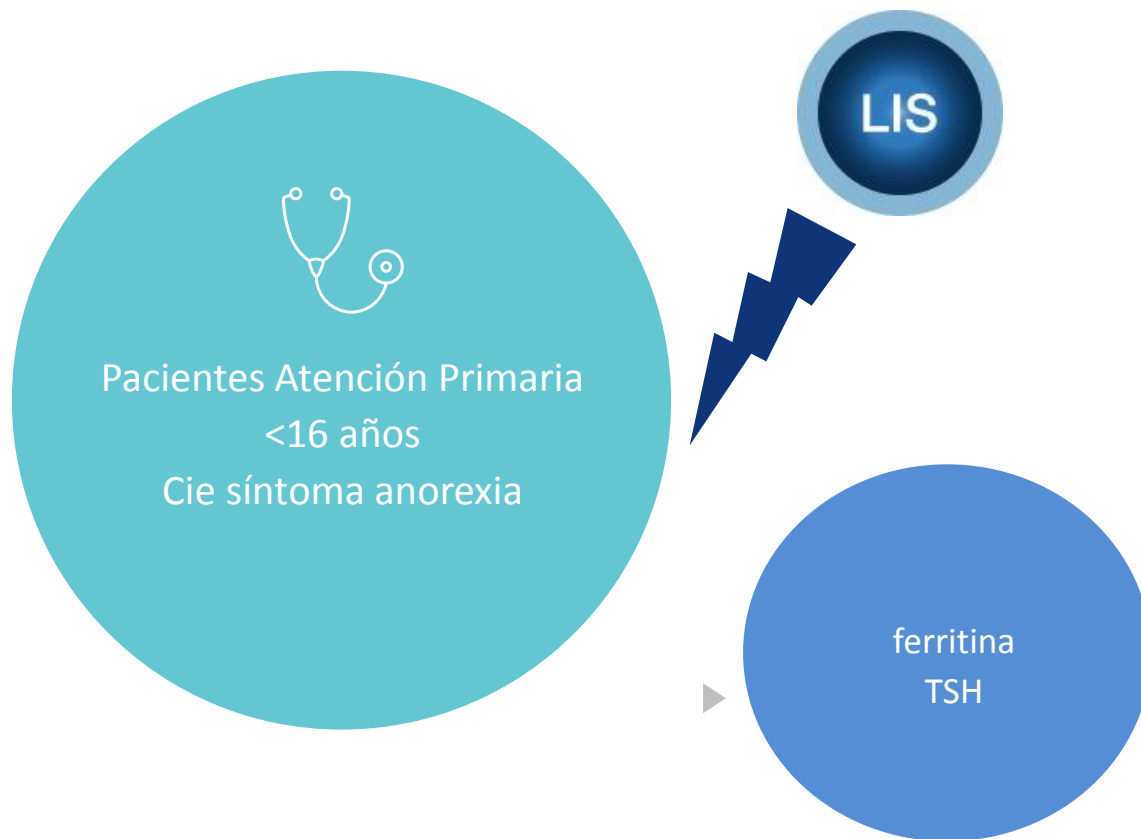 LIS
Pacientes Atención Primaria
<16 años
Cie síntoma anorexia
ferritina
TSH